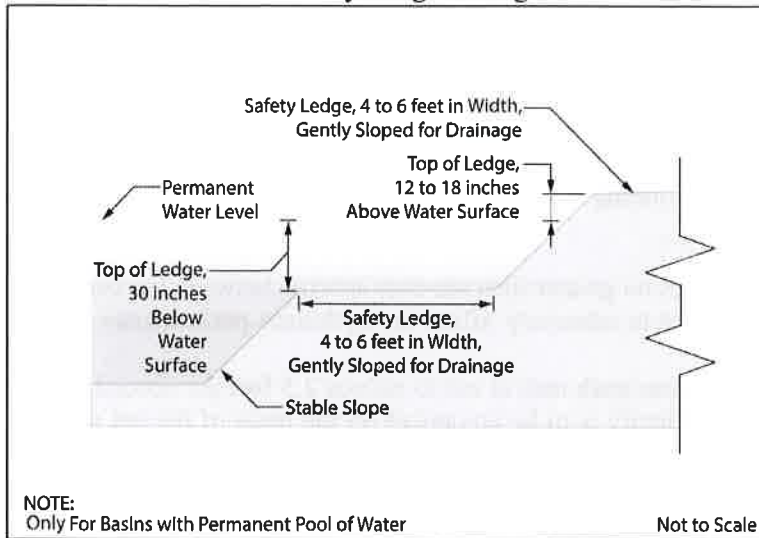 Safety Ledge, 4 to 6 feet in Width,
Gently Sloped for Drainage
Top of Ledge,
12 to 18 inches
Above Water Surface
Permanent
Water Level
Top of Ledge,
30 inches
Below
Water
Surface
Safety Ledge,
4 to 6 feet in Width,
Gently Sloped for Drainage
Stable Slope
NOTE:
Only For Basins with Permanent Pool of Water
Not to Scale